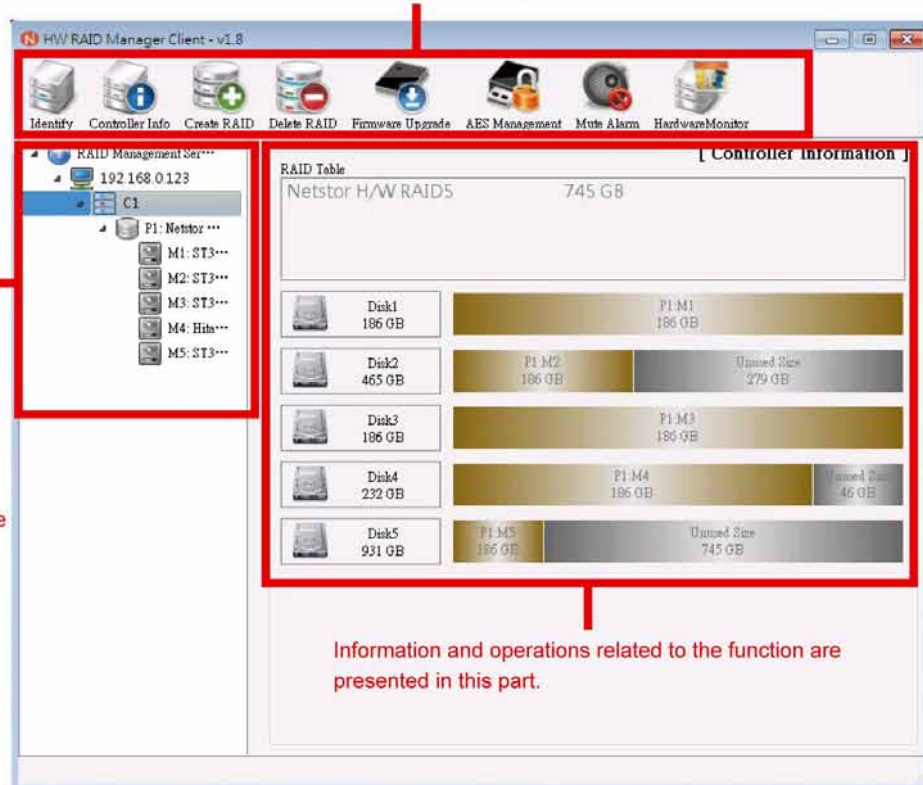 HW RAID Manager Client - v1.8
Identify Controller Info Create RAID Delete RAID Firmware Upgrade AES Management Mute Alarm HardwareMonitor
RAID Management Ser···
192.168.0.123
C1
P1: Netstor ···
M1: ST3···
M2: ST3···
M3: ST3···
M4: Hita···
M5: ST3···
[ Controller Information ]
RAID Table
Netstor H/W RAID5 745 GB
Disk1
186 GB
P1:M1
186 GB
Disk2
465 GB
P1:M2
186 GB
Unused Size
279 GB
Disk3
186 GB
P1:M3
186 GB
Disk4
232 GB
P1:M4
186 GB
Unused Size
46 GB
Disk5
931 GB
P1:M5
186 GB
Unused Size
745 GB
Information and operations related to the function are
presented in this part.